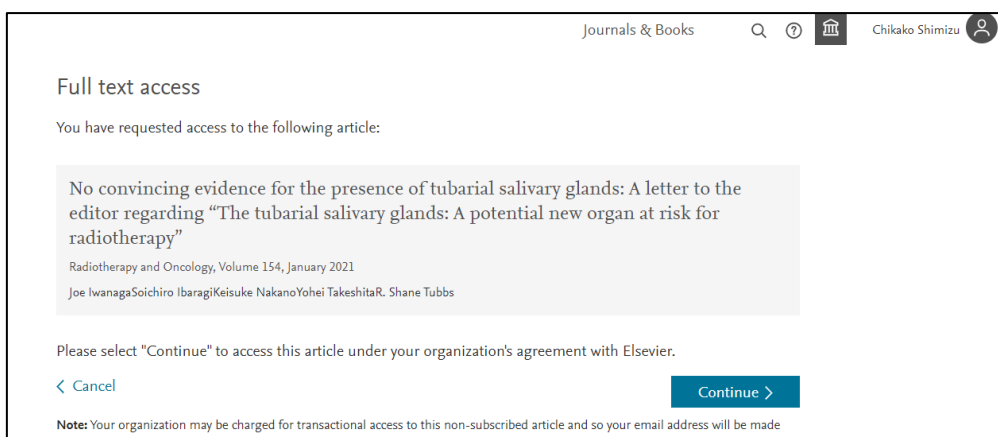 Journals & Books
Chikako Shimizu
Full text access
You have requested access to the following article:
No convincing evidence for the presence of tubarial salivary glands: A letter to the
editor regarding “The tubarial salivary glands: A potential new organ at risk for
radiotherapy”
Radiotherapy and Oncology, Volume 154, January 2021
Joe IwanagaSoichiro IbaragiKeisuke NakanoYohei TakeshitaR. Shane Tubbs
Please select "Continue" to access this article under your organization's agreement with Elsevier.
Cancel
Continue
Note: Your organization may be charged for transactional access to this non-subscribed article and so your email address will be made